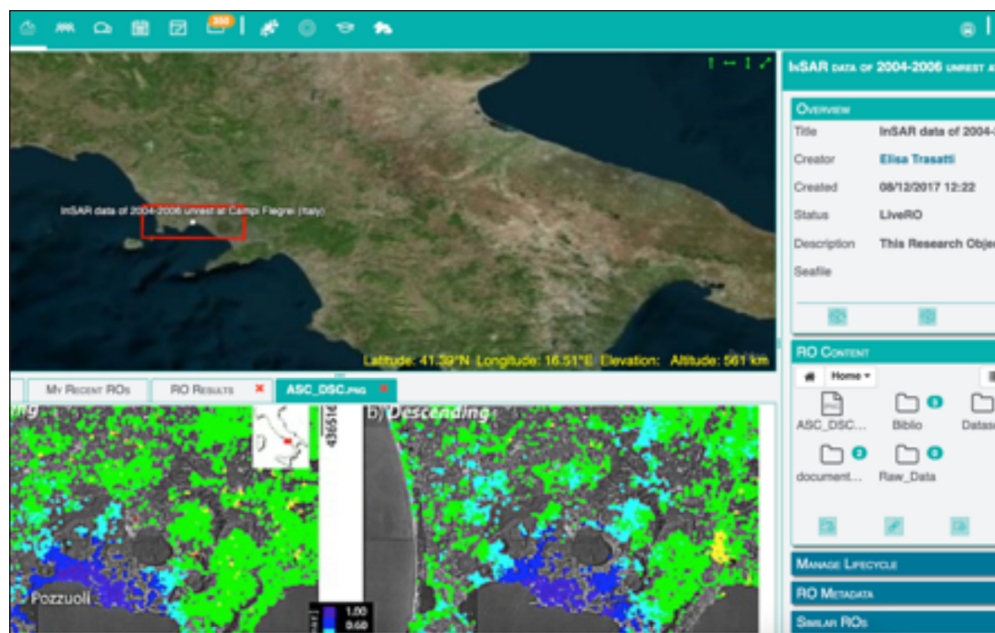 350
InSAR data of 2004-2006 unrest at Campi Flegrei (Italy)
Latitude: 41.39°N Longitude: 16.51°E Elevation: Altitude: 561 km
My Recent ROs
RO Results
ASC_DSC.png
b) Descending
436516
Pozzuoli
1.00
0.60
InSAR data of 2004-2006 unrest
Overview
Title InSAR data of 2004-
Creator Elisa Trasatti
Created 08/12/2017 12:22
Status LiveRO
Description This Research Objec
Seafile
RO Content
Home
ASC_DSC...
Biblio 3
document... 2
Raw_Data 0
Manage Lifecycle
RO Metadata
Similar ROs